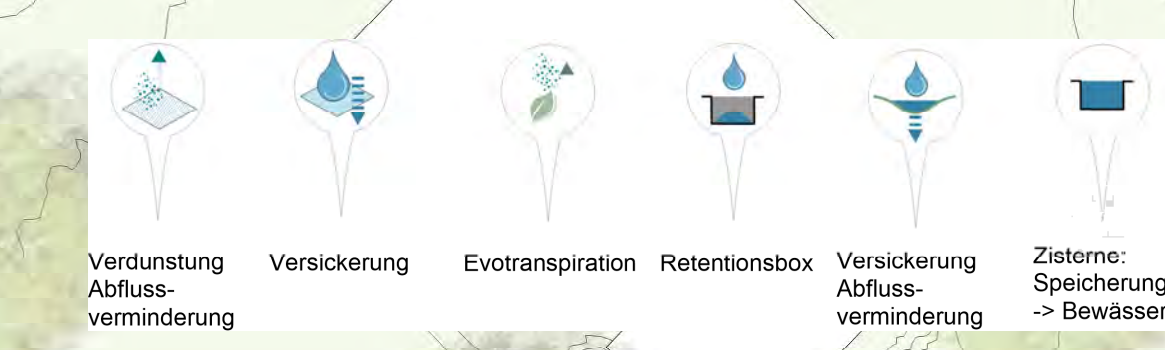 Verdunstung
Abfluss-
verminderung
Versickerung
Evotranspiration
Retentionsbox
Versickerung
Abfluss-
verminderung
Zisterne:
Speicherung
-> Bewässer